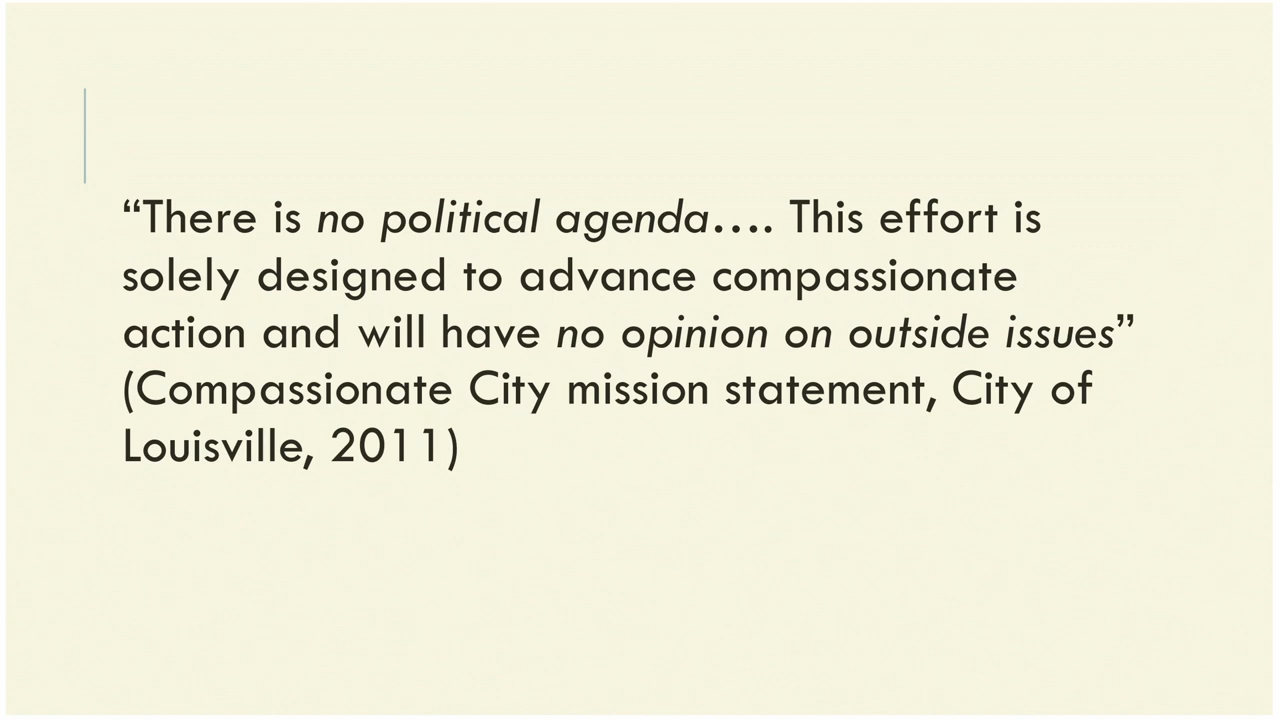 “There is no political agenda…. This effort is
solely designed to advance compassionate
action and will have no opinion on outside issues”
(Compassionate City mission statement, City of
Louisville, 2011)